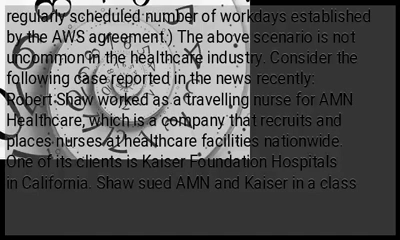 regularly scheduled number of workdays established
by the AWS agreement.) The above scenario is not
uncommon in the healthcare industry. Consider the
following case reported in the news recently:
Robert Shaw worked as a travelling nurse for AMN
Healthcare, which is a company that recruits and
places nurses at healthcare facilities nationwide.
One of its clients is Kaiser Foundation Hospitals
in California. Shaw sued AMN and Kaiser in a class